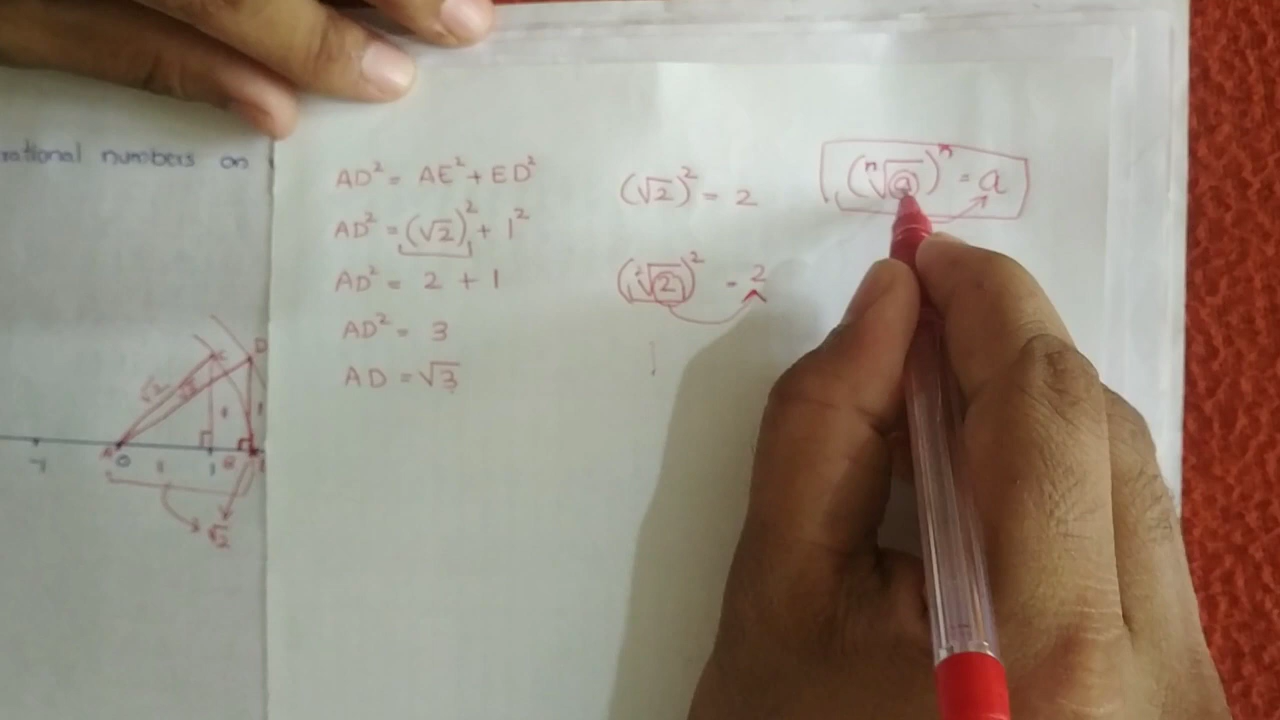 rational numbers on
AD² = AE² + ED²
AD² = (√2)² + 1²
AD² = 2 + 1
AD² = 3
AD = √3
(√2)² = 2
(²√2)² = 2
(ⁿ√a)ⁿ = a
√2
D
1
0
1
√2